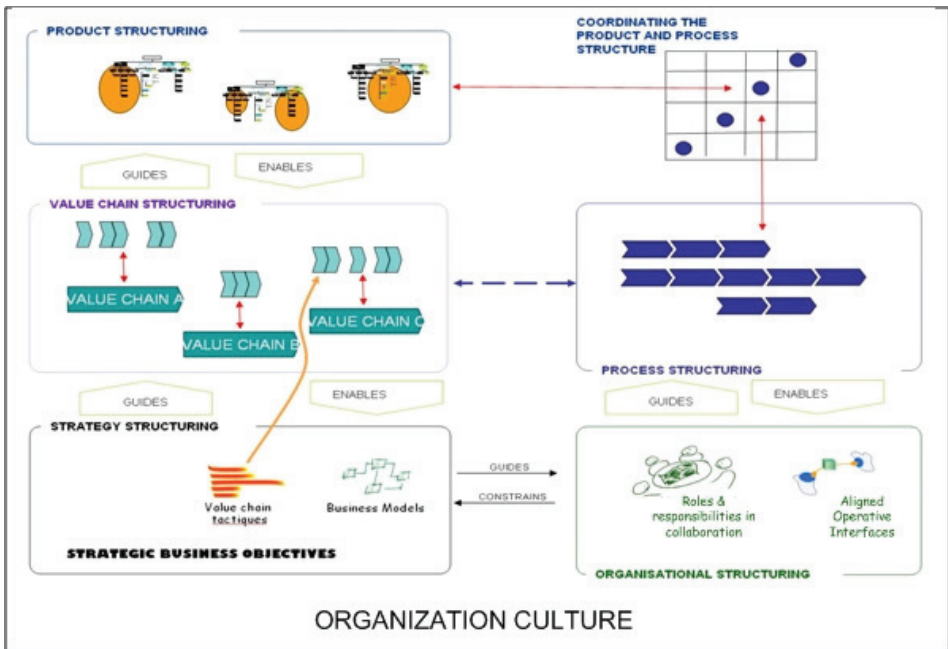 PRODUCT STRUCTURING
COORDINATING THE
PRODUCT AND PROCESS
STRUCTURE
GUIDES
ENABLES
VALUE CHAIN STRUCTURING
VALUE CHAIN A
VALUE CHAIN B
VALUE CHAIN C
PROCESS STRUCTURING
GUIDES
ENABLES
GUIDES
ENABLES
STRATEGY STRUCTURING
Value chain
tactiques
Business Models
STRATEGIC BUSINESS OBJECTIVES
GUIDES
CONSTRAINS
Roles &
responsibilities in
collaboration
Aligned
Operative
Interfaces
ORGANISATIONAL STRUCTURING
ORGANIZATION CULTURE